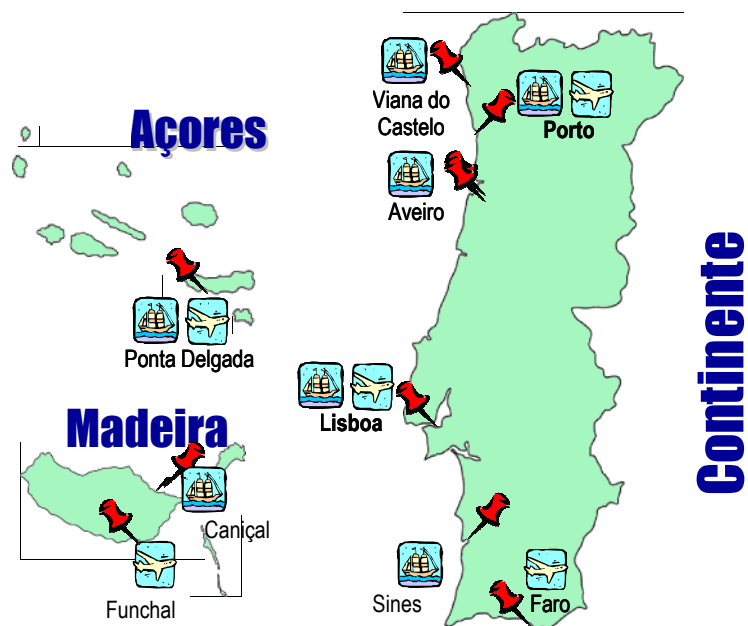 Viana do
Castelo
Porto
Açores
Aveiro
Continente
Ponta Delgada
Lisboa
Madeira
Caniçal
Funchal
Sines
Faro